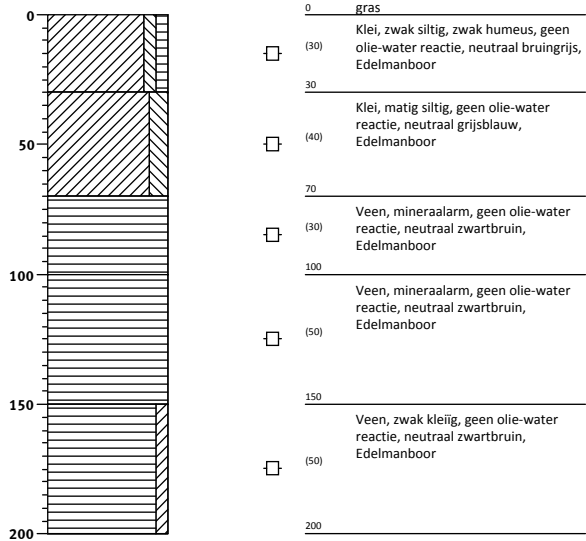 0
0
gras
(30)
Klei, zwak siltig, zwak humeus, geen
olie-water reactie, neutraal bruingrijs,
Edelmanboor
30
50
(40)
Klei, matig siltig, geen olie-water
reactie, neutraal grijsblauw,
Edelmanboor
70
(30)
Veen, mineraalarm, geen olie-water
reactie, neutraal zwartbruin,
Edelmanboor
100
100
(50)
Veen, mineraalarm, geen olie-water
reactie, neutraal zwartbruin,
Edelmanboor
150
150
(50)
Veen, zwak kleiïg, geen olie-water
reactie, neutraal zwartbruin,
Edelmanboor
200
200